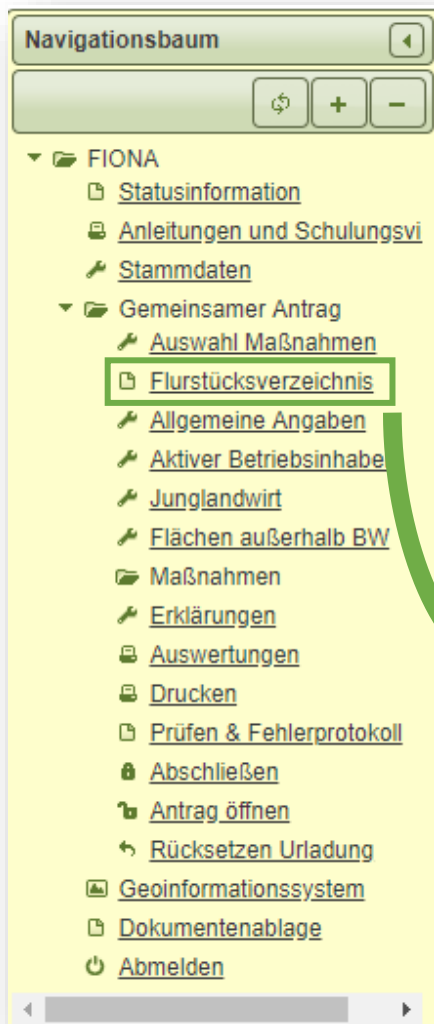 Navigationsbaum
FIONA
Statusinformation
Anleitungen und Schulungsvi
Stammdaten
Gemeinsamer Antrag
Auswahl Maßnahmen
Flurstücksverzeichnis
Allgemeine Angaben
Aktiver Betriebsinhabe
Junglandwirt
Flächen außerhalb BW
Maßnahmen
Erklärungen
Auswertungen
Drucken
Prüfen & Fehlerprotokoll
Abschließen
Antrag öffnen
Rücksetzen Urladung
Geoinformationssystem
Dokumentenablage
Abmelden